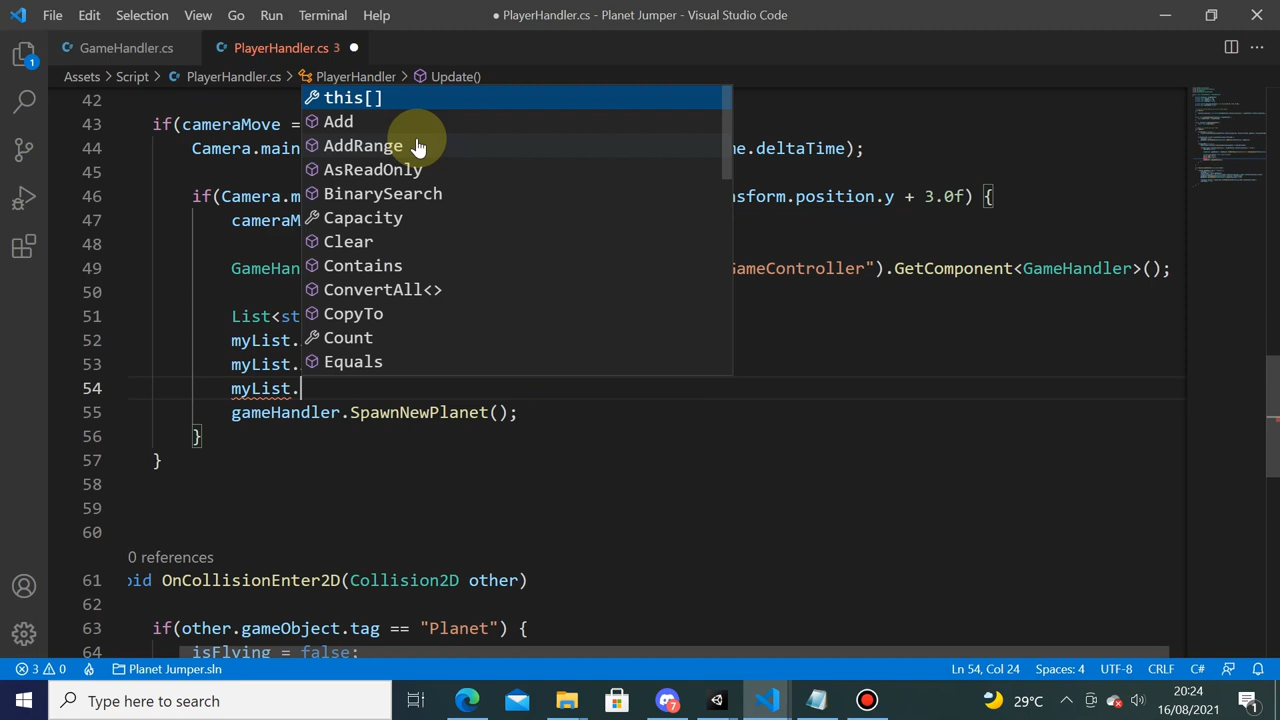 File Edit Selection View Go Run Terminal Help ● PlayerHandler.cs - Planet Jumper - Visual Studio Code
GameHandler.cs PlayerHandler.cs 3
Assets > Script > PlayerHandler.cs > PlayerHandler > Update()
42 this[]
Add
43 if(cameraMove =
AddRange
44 Camera.main e.deltaTime);
45 AsReadOnly
46 if(Camera.m BinarySearch nsform.position.y + 3.0f) {
47 cameraM Capacity
48 Clear
49 GameHan Contains GameController").GetComponent<GameHandler>();
50 ConvertAll<>
51 List<st CopyTo
52 myList. Count
53 myList. Equals
54 myList.
55 gameHandler.SpawnNewPlanet();
56 }
57 }
58
59
60
0 references
61 oid OnCollisionEnter2D(Collision2D other)
62
63 if(other.gameObject.tag == "Planet") {
64 isFlying = false;
3 0 Planet Jumper.sln Ln 54, Col 24 Spaces: 4 UTF-8 CRLF C#
Type here to search 7 29°C 20:24
16/08/2021 1
1